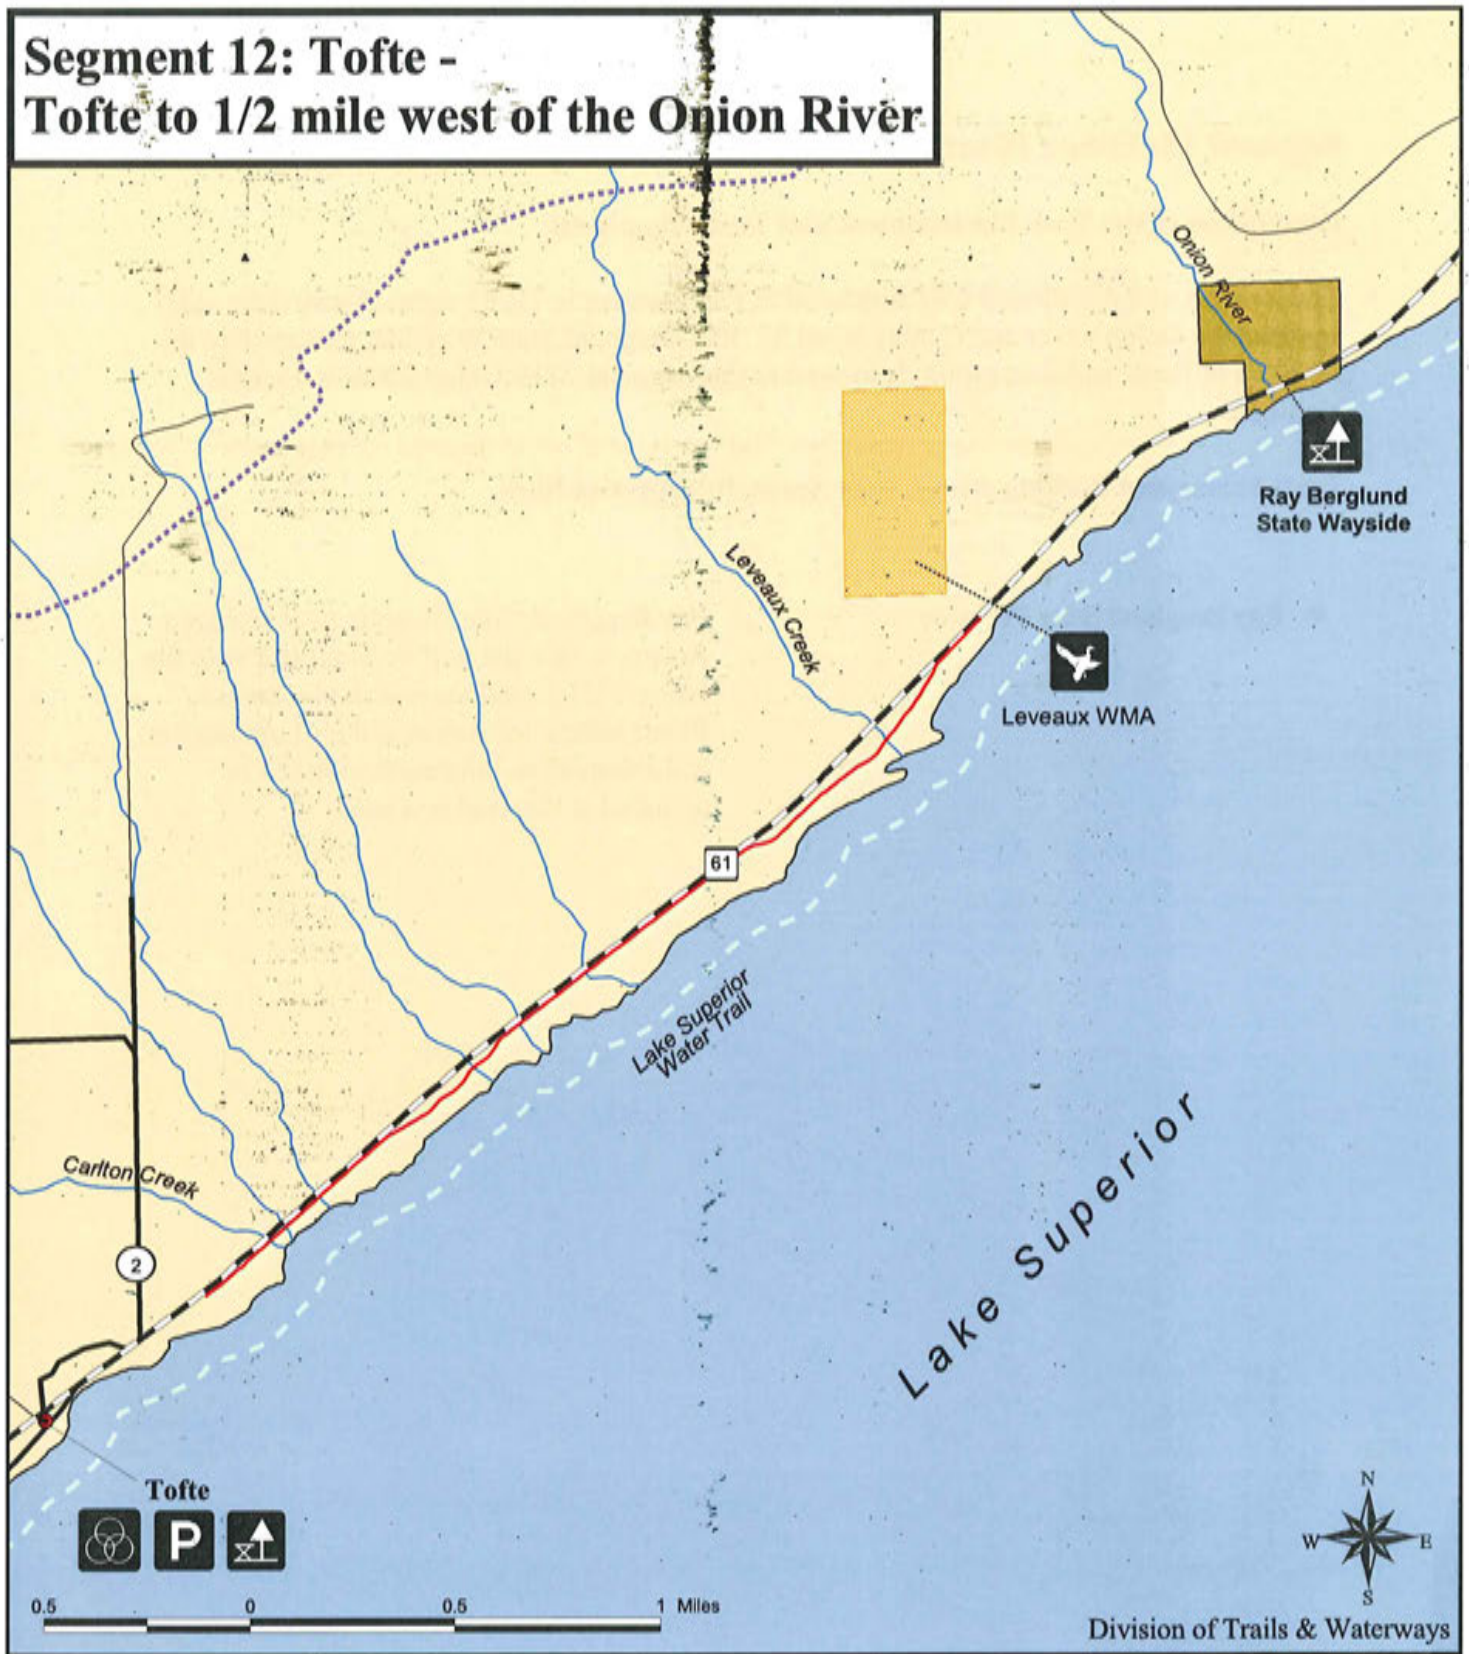 Segment 12: Tofte -
Tofte to 1/2 mile west of the Onion River
Onion River
Ray Berglund
State Wayside
Leveaux Creek
Leveaux WMA
61
Lake Superior
Water Trail
Lake Superior
Carlton Creek
2
Tofte
P
0.5 0 0.5 1 Miles
N
W E
S
Division of Trails & Waterways